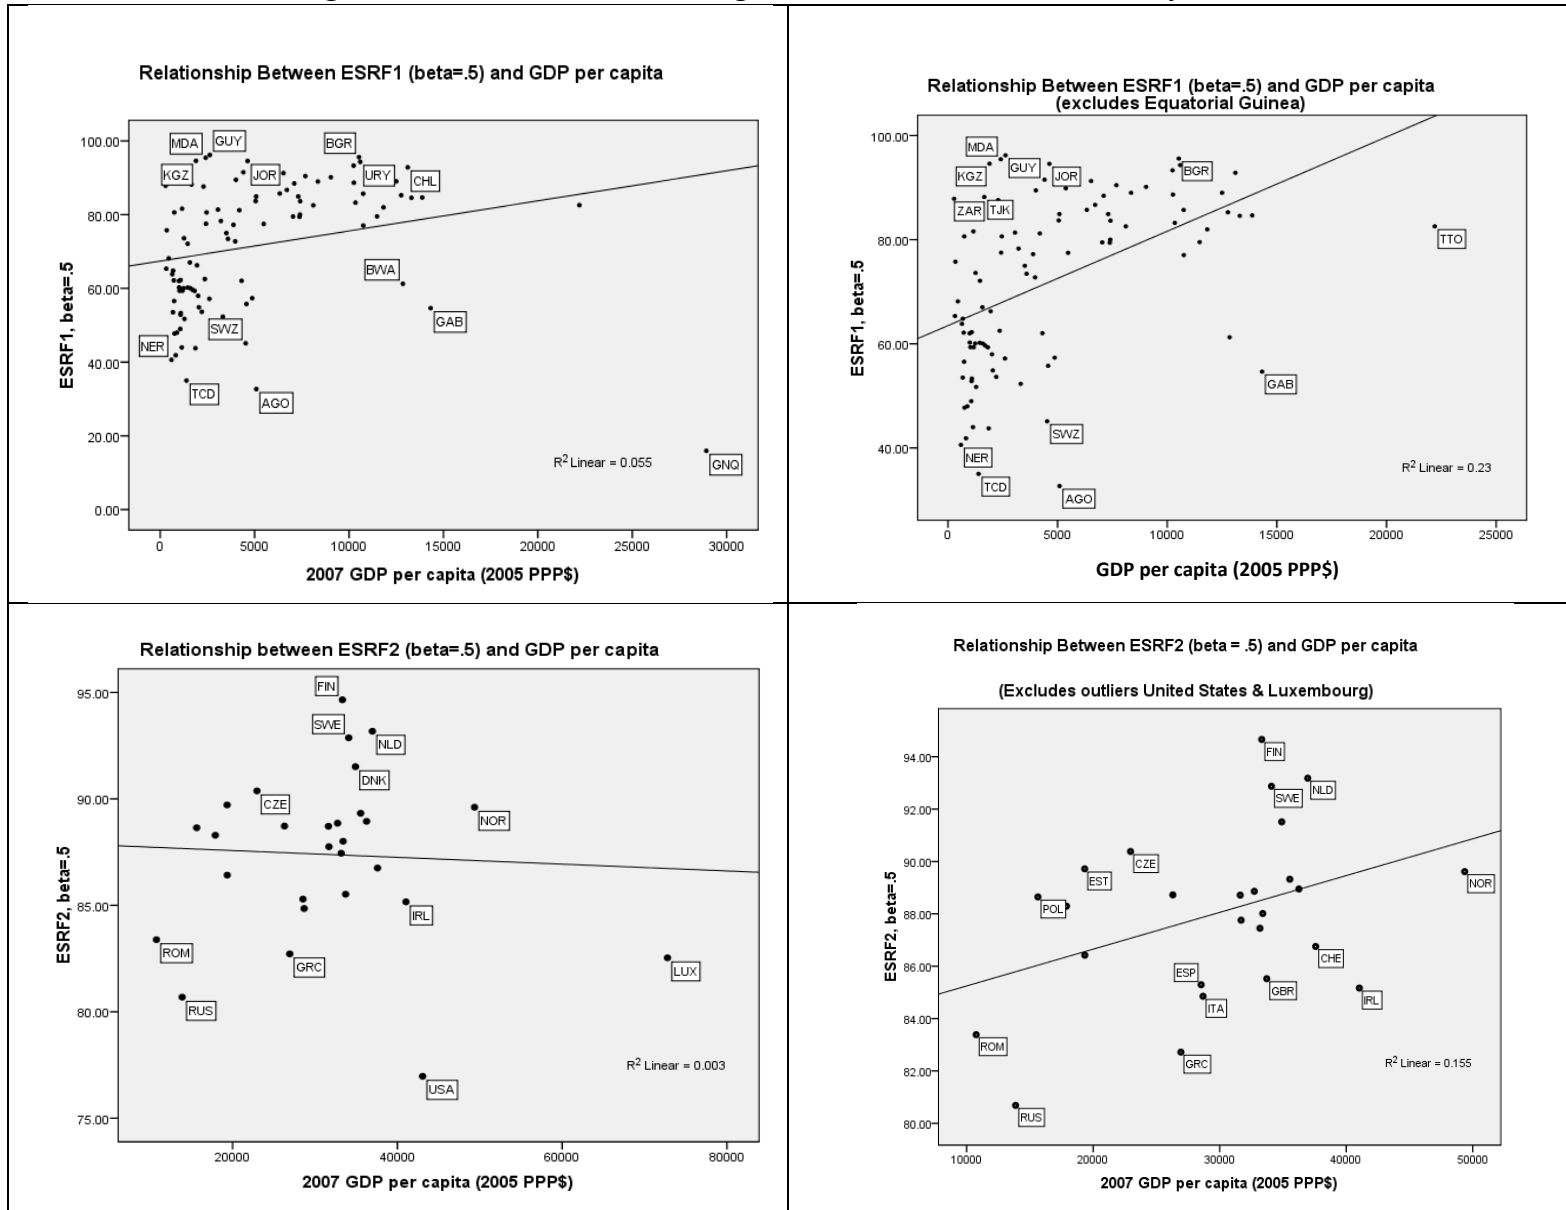 Relationship Between ESRF1 (beta=.5) and GDP per capita
ESRF1, beta=.5
100.00
80.00
60.00
40.00
20.00
0.00
MDA
GUY
BGR
KGZ
JOR
URY
CHL
BWA
GAB
SWZ
NER
TCD
AGO
GNQ
R² Linear = 0.055
0
5000
10000
15000
20000
25000
30000
2007 GDP per capita (2005 PPP$)
Relationship Between ESRF1 (beta=.5) and GDP per capita
(excludes Equatorial Guinea)
ESRF1, beta=.5
100.00
80.00
60.00
40.00
MDA
GUY
BGR
KGZ
JOR
ZAR
TJK
TTO
GAB
SWZ
NER
TCD
AGO
R² Linear = 0.23
0
5000
10000
15000
20000
25000
GDP per capita (2005 PPP$)
Relationship between ESRF2 (beta=.5) and GDP per capita
ESRF2, beta=.5
95.00
90.00
85.00
80.00
75.00
FIN
SWE
NLD
DNK
CZE
NOR
IRL
ROM
GRC
LUX
RUS
USA
R² Linear = 0.003
20000
40000
60000
80000
2007 GDP per capita (2005 PPP$)
Relationship Between ESRF2 (beta = .5) and GDP per capita
(Excludes outliers United States & Luxembourg)
ESRF2, beta=.5
94.00
92.00
90.00
88.00
86.00
84.00
82.00
80.00
FIN
NLD
SWE
CZE
EST
NOR
POL
CHE
ESP
GBR
IRL
ITA
ROM
GRC
RUS
R² Linear = 0.155
10000
20000
30000
40000
50000
2007 GDP per capita (2005 PPP$)